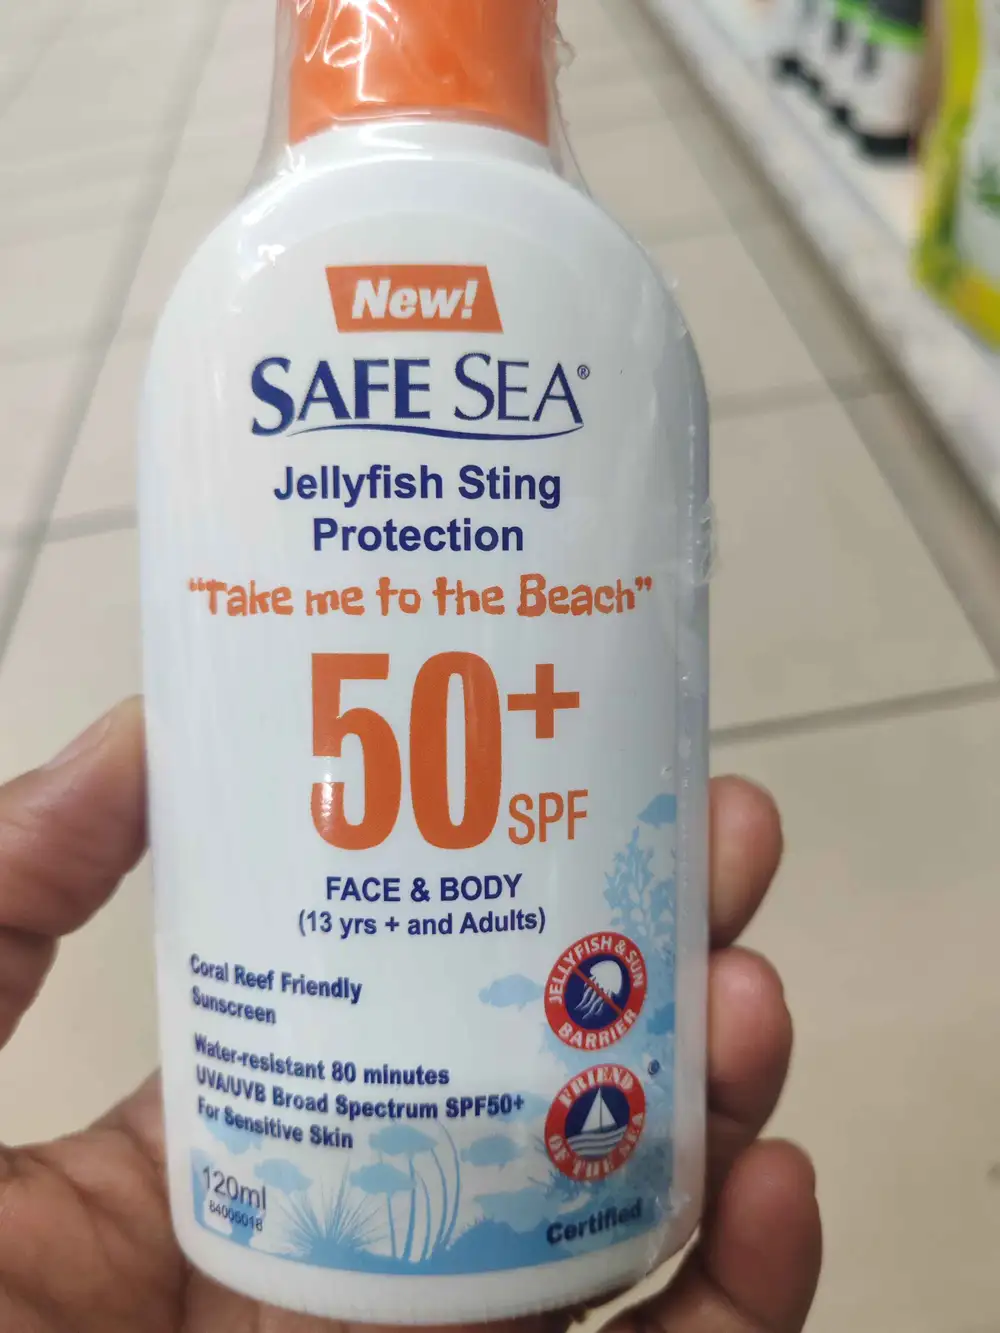 New!
SAFE SEA®
Jellyfish Sting
Protection
"Take me to the Beach"
50+
SPF
FACE & BODY
(13 yrs + and Adults)
Coral Reef Friendly
Sunscreen
Water-resistant 80 minutes
UVA/UVB Broad Spectrum SPF50+
For Sensitive Skin
120ml
84005018
JELLYFISH & SUN
BARRIER
FRIEND
OF THE SEA
®
Certified